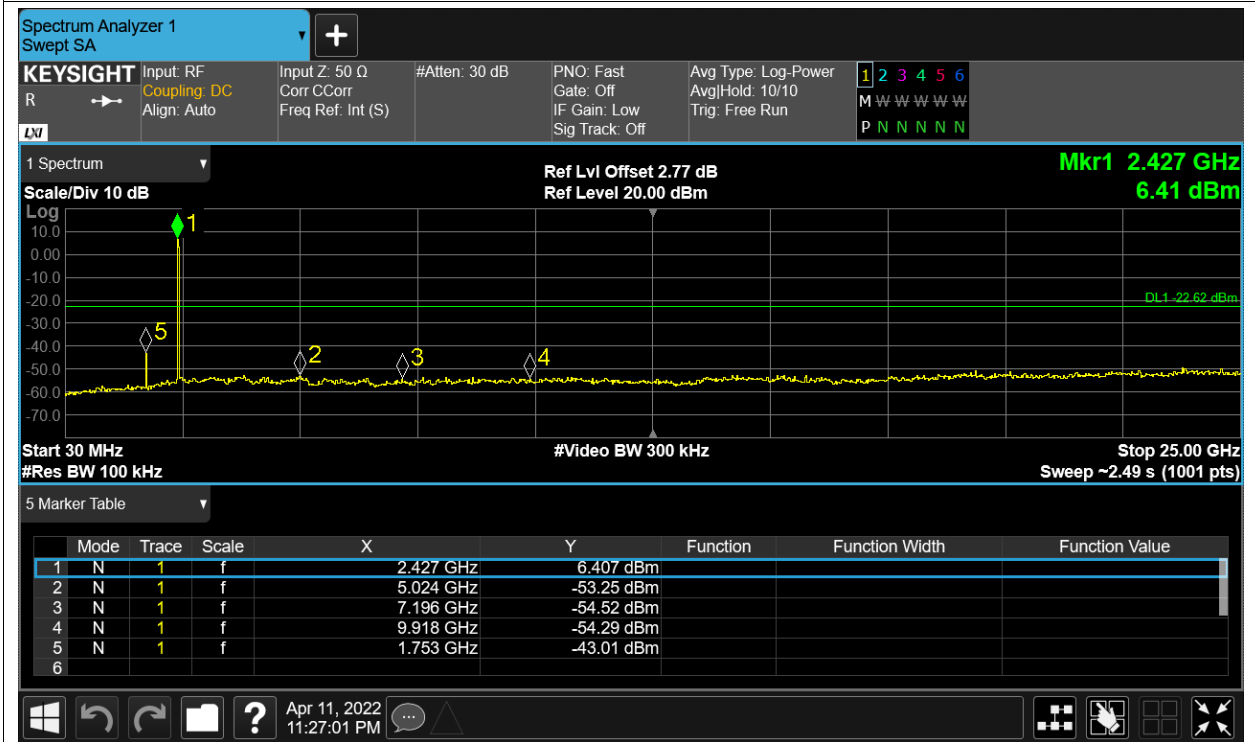 Spectrum Analyzer 1
Swept SA
+
KEYSIGHT
R
LXI
Input: RF
Coupling: DC
Align: Auto
Input Z: 50 Ω
Corr CCorr
Freq Ref: Int (S)
#Atten: 30 dB
PNO: Fast
Gate: Off
IF Gain: Low
Sig Track: Off
Avg Type: Log-Power
Avg|Hold: 10/10
Trig: Free Run
1 2 3 4 5 6
M W W W W W
P N N N N N
1 Spectrum
Scale/Div 10 dB
Ref Lvl Offset 2.77 dB
Ref Level 20.00 dBm
Mkr1 2.427 GHz
6.41 dBm
Log
10.0
0.00
-10.0
-20.0
-30.0
-40.0
-50.0
-60.0
-70.0
1
5
2
3
4
DL1 -22.62 dBm
Start 30 MHz
#Res BW 100 kHz
#Video BW 300 kHz
Stop 25.00 GHz
Sweep ~2.49 s (1001 pts)
5 Marker Table
Mode Trace Scale X Y Function Function Width Function Value
1 N 1 f 2.427 GHz 6.407 dBm
2 N 1 f 5.024 GHz -53.25 dBm
3 N 1 f 7.196 GHz -54.52 dBm
4 N 1 f 9.918 GHz -54.29 dBm
5 N 1 f 1.753 GHz -43.01 dBm
6
?
Apr 11, 2022
11:27:01 PM